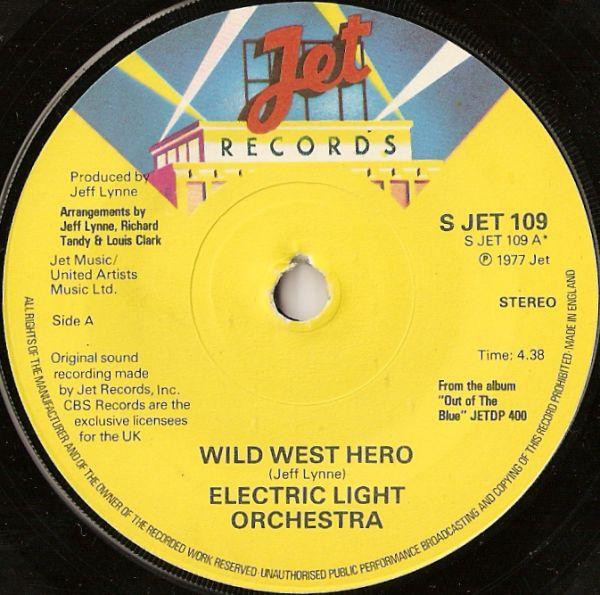 Jet
RECORDS
Produced by
Jeff Lynne
Arrangements by
Jeff Lynne, Richard
Tandy & Louis Clark
Jet Music/
United Artists
Music Ltd.
Side A
Original sound
recording made
by Jet Records, Inc.
CBS Records are the
exclusive licensees
for the UK
S JET 109
S JET 109 A*
℗ 1977 Jet
STEREO
Time: 4.38
From the album
"Out of The
Blue" JETDP 400
WILD WEST HERO
(Jeff Lynne)
ELECTRIC LIGHT
ORCHESTRA
ALL RIGHTS OF THE MANUFACTURER AND OF THE OWNER OF THE RECORDED WORK RESERVED·UNAUTHORISED PUBLIC PERFORMANCE BROADCASTING AND COPYING OF THIS RECORD PROHIBITED·MADE IN ENGLAND